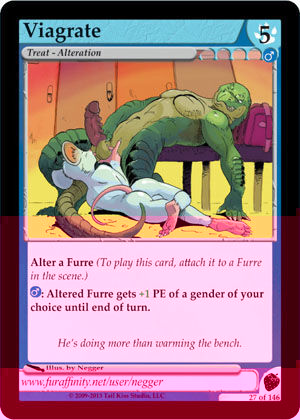 Viagrate
5
Treat - Alteration
Alter a Furre (To play this card, attach it to a Furre
in the scene.)
: Altered Furre gets +1 PE of a gender of your
choice until end of turn.
He's doing more than warming the bench.
Illus. by Negger
www.furaffinity.net/user/negger
27 of 146
© 2009-2013 Tail Kiss Studio, LLC